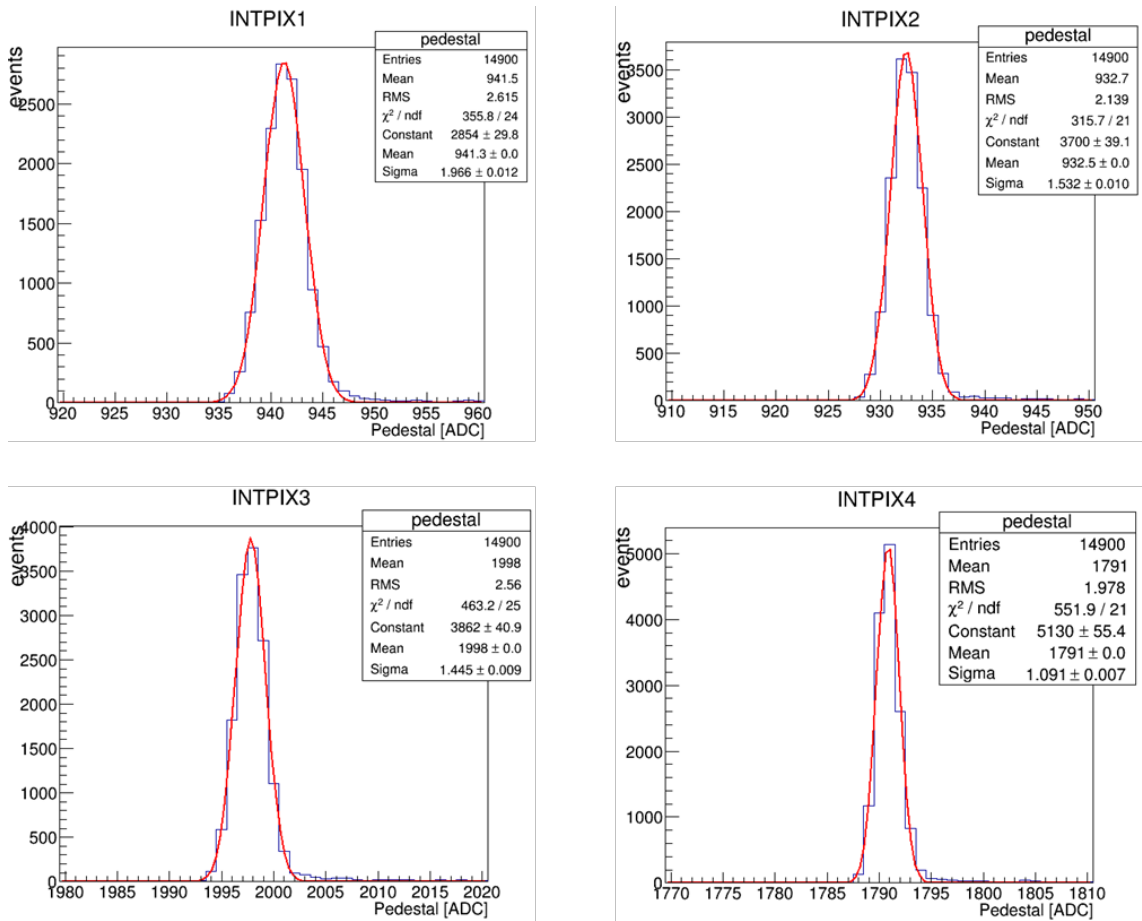 INTPIX1
events
pedestal
Entries 14900
Mean 941.5
RMS 2.615
χ² / ndf 355.8 / 24
Constant 2854 ± 29.8
Mean 941.3 ± 0.0
Sigma 1.966 ± 0.012
2500
2000
1500
1000
500
0
920 925 930 935 940 945 950 955 960
Pedestal [ADC]
INTPIX2
events
pedestal
Entries 14900
Mean 932.7
RMS 2.139
χ² / ndf 315.7 / 21
Constant 3700 ± 39.1
Mean 932.5 ± 0.0
Sigma 1.532 ± 0.010
3500
3000
2500
2000
1500
1000
500
0
910 915 920 925 930 935 940 945 950
Pedestal [ADC]
INTPIX3
events
pedestal
Entries 14900
Mean 1998
RMS 2.56
χ² / ndf 463.2 / 25
Constant 3862 ± 40.9
Mean 1998 ± 0.0
Sigma 1.445 ± 0.009
4000
3500
3000
2500
2000
1500
1000
500
0
1980 1985 1990 1995 2000 2005 2010 2015 2020
Pedestal [ADC]
INTPIX4
events
pedestal
Entries 14900
Mean 1791
RMS 1.978
χ² / ndf 551.9 / 21
Constant 5130 ± 55.4
Mean 1791 ± 0.0
Sigma 1.091 ± 0.007
5000
4000
3000
2000
1000
0
1770 1775 1780 1785 1790 1795 1800 1805 1810
Pedestal [ADC]